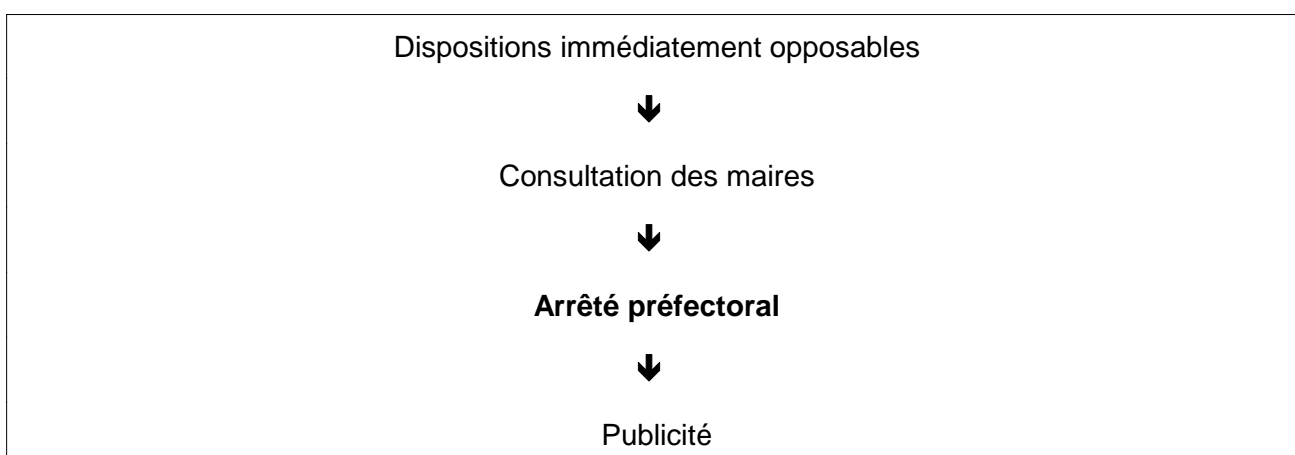 Dispositions immédiatement opposables
Consultation des maires
Arrêté préfectoral
Publicité